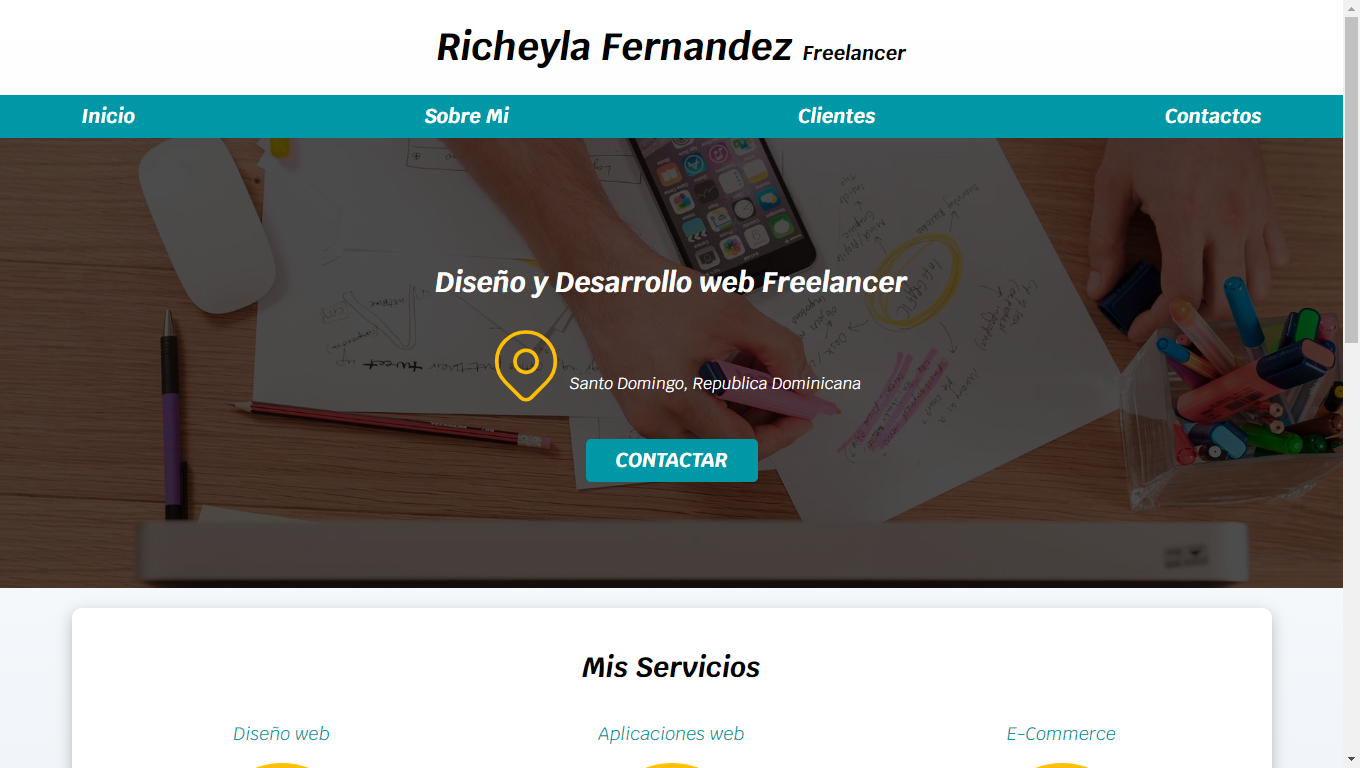 Richeyla Fernandez Freelancer
Inicio Sobre Mi Clientes Contactos
Diseño y Desarrollo web Freelancer
Santo Domingo, Republica Dominicana
CONTACTAR
Mis Servicios
Diseño web Aplicaciones web E-Commerce